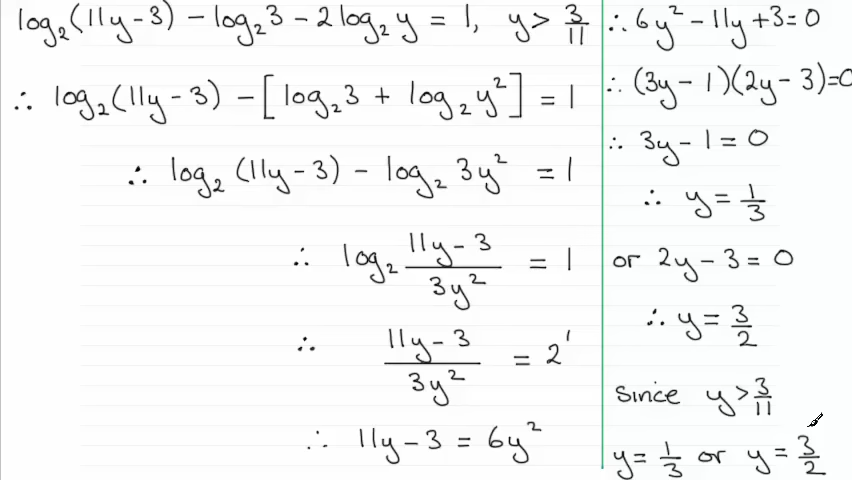 log₂(11y-3) - log₂3 - 2log₂y = 1, y > 3/11
∴ log₂(11y-3) - [log₂3 + log₂y²] = 1
∴ log₂(11y-3) - log₂ 3y² = 1
∴ log₂ (11y-3)/(3y²) = 1
∴ (11y-3)/(3y²) = 2¹
∴ 11y-3 = 6y²
∴ 6y² - 11y + 3 = 0
∴ (3y-1)(2y-3) = 0
∴ 3y-1 = 0
∴ y = 1/3
or 2y-3 = 0
∴ y = 3/2
Since y > 3/11
y = 1/3 or y = 3/2